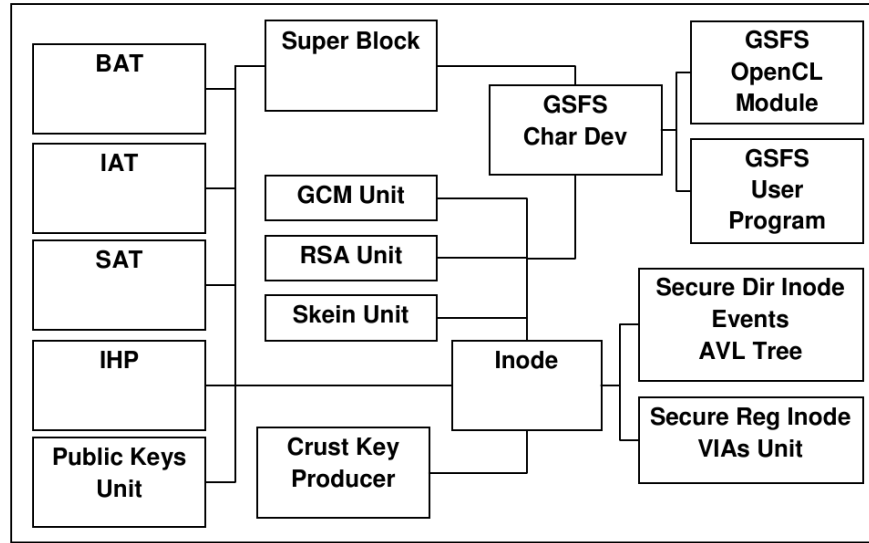 BAT
IAT
SAT
IHP
Public Keys
Unit
Super Block
GCM Unit
RSA Unit
Skein Unit
Crust Key
Producer
GSFS
Char Dev
Inode
GSFS
OpenCL
Module
GSFS
User
Program
Secure Dir Inode
Events
AVL Tree
Secure Reg Inode
VIAs Unit